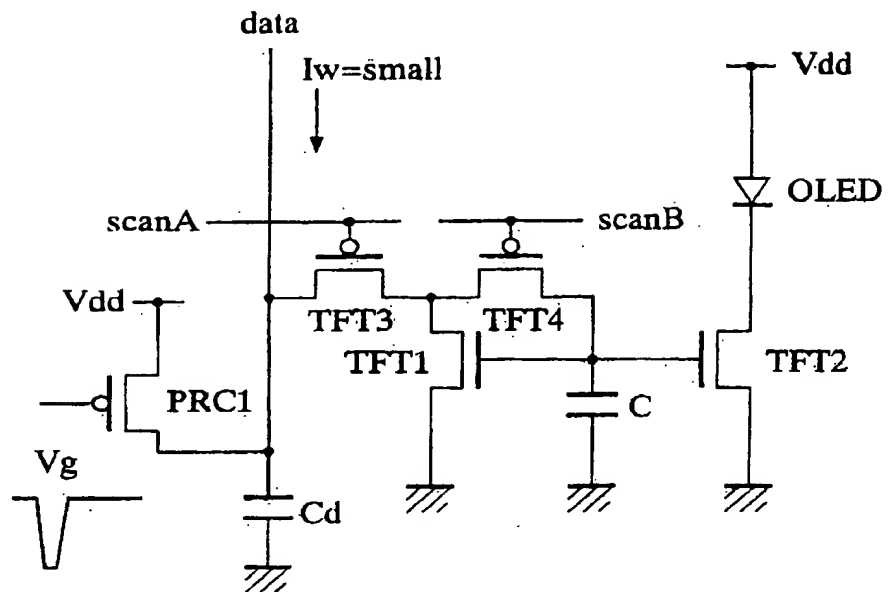 data
Iw=small
Vdd
OLED
scanA
scanB
Vdd
TFT3
TFT4
TFT1
TFT2
PRC1
C
Vg
Cd